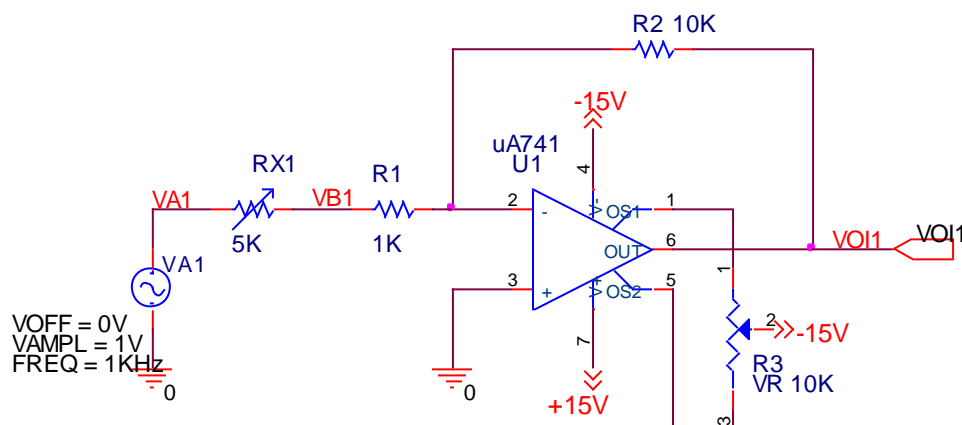 R2 10K
-15V
uA741
U1
4
RX1
R1
VA1
VB1
2
-
V-
OS1
1
5K
1K
6
OUT
VOI1
VOI1
VA1
3
+
V+
OS2
5
1
2
-15V
VOFF = 0V
VAMPL = 1V
FREQ = 1KHz
7
R3
VR 10K
0
0
+15V
3